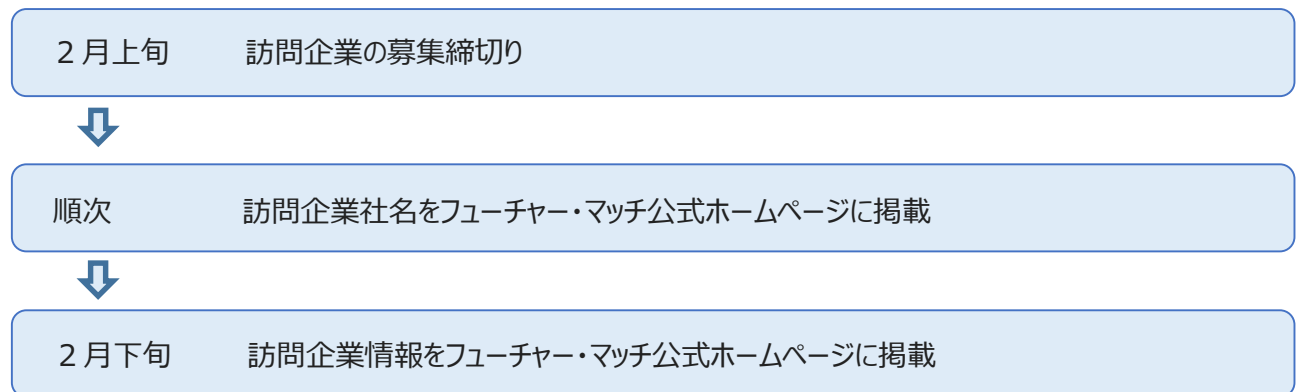 ２月上旬　訪問企業の募集締切り
順次　訪問企業社名をフューチャー・マッチ公式ホームページに掲載
２月下旬　訪問企業情報をフューチャー・マッチ公式ホームページに掲載